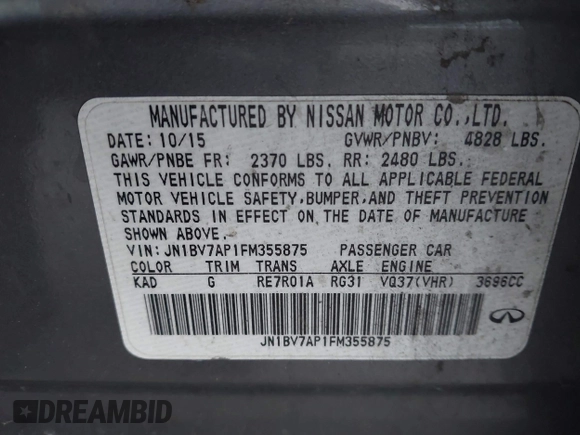 MANUFACTURED BY NISSAN MOTOR CO.,LTD.
DATE: 10/15 GVWR/PNBV: 4828 LBS.
GAWR/PNBE FR: 2370 LBS. RR: 2480 LBS.
THIS VEHICLE CONFORMS TO ALL APPLICABLE FEDERAL
MOTOR VEHICLE SAFETY,BUMPER,AND THEFT PREVENTION
STANDARDS IN EFFECT ON THE DATE OF MANUFACTURE
SHOWN ABOVE.
VIN: JN1BV7AP1FM355875 PASSENGER CAR
COLOR TRIM TRANS AXLE ENGINE
KAD G RE7R01A RG31 VQ37(VHR) 3696CC
JN1BV7AP1FM355875
DREAMBID